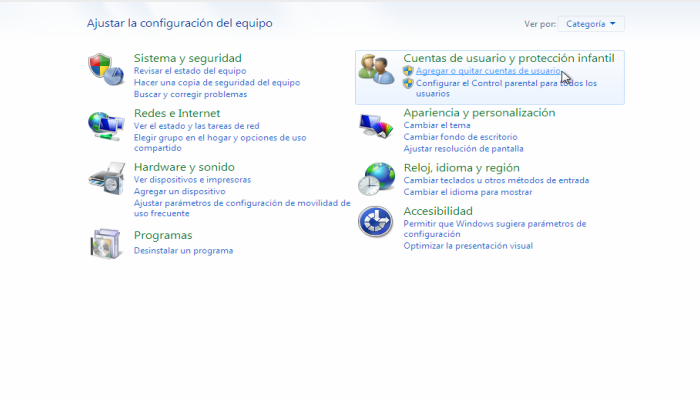 Ajustar la configuración del equipo
Ver por: Categoría
Sistema y seguridad
Revisar el estado del equipo
Hacer una copia de seguridad del equipo
Buscar y corregir problemas
Redes e Internet
Ver el estado y las tareas de red
Elegir grupo en el hogar y opciones de uso
compartido
Hardware y sonido
Ver dispositivos e impresoras
Agregar un dispositivo
Ajustar parámetros de configuración de movilidad de
uso frecuente
Programas
Desinstalar un programa
Cuentas de usuario y protección infantil
Agregar o quitar cuentas de usuario
Configurar el Control parental para todos los
usuarios
Apariencia y personalización
Cambiar el tema
Cambiar fondo de escritorio
Ajustar resolución de pantalla
Reloj, idioma y región
Cambiar teclados u otros métodos de entrada
Cambiar el idioma para mostrar
Accesibilidad
Permitir que Windows sugiera parámetros de
configuración
Optimizar la presentación visual